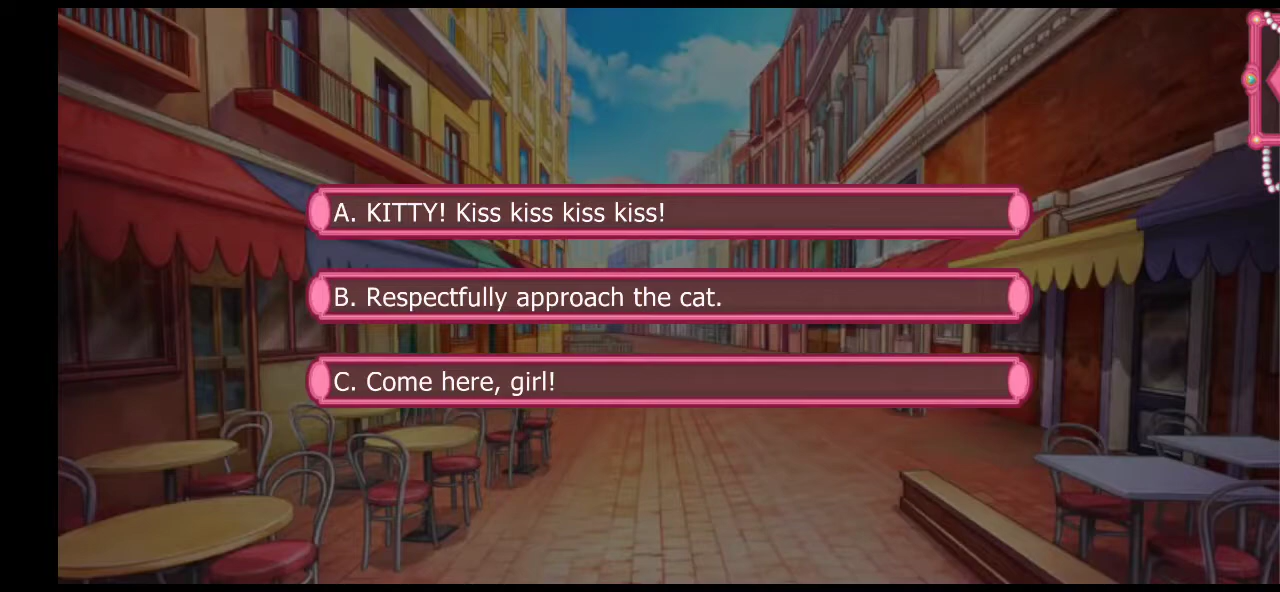 A. KITTY! Kiss kiss kiss kiss!
B. Respectfully approach the cat.
C. Come here, girl!